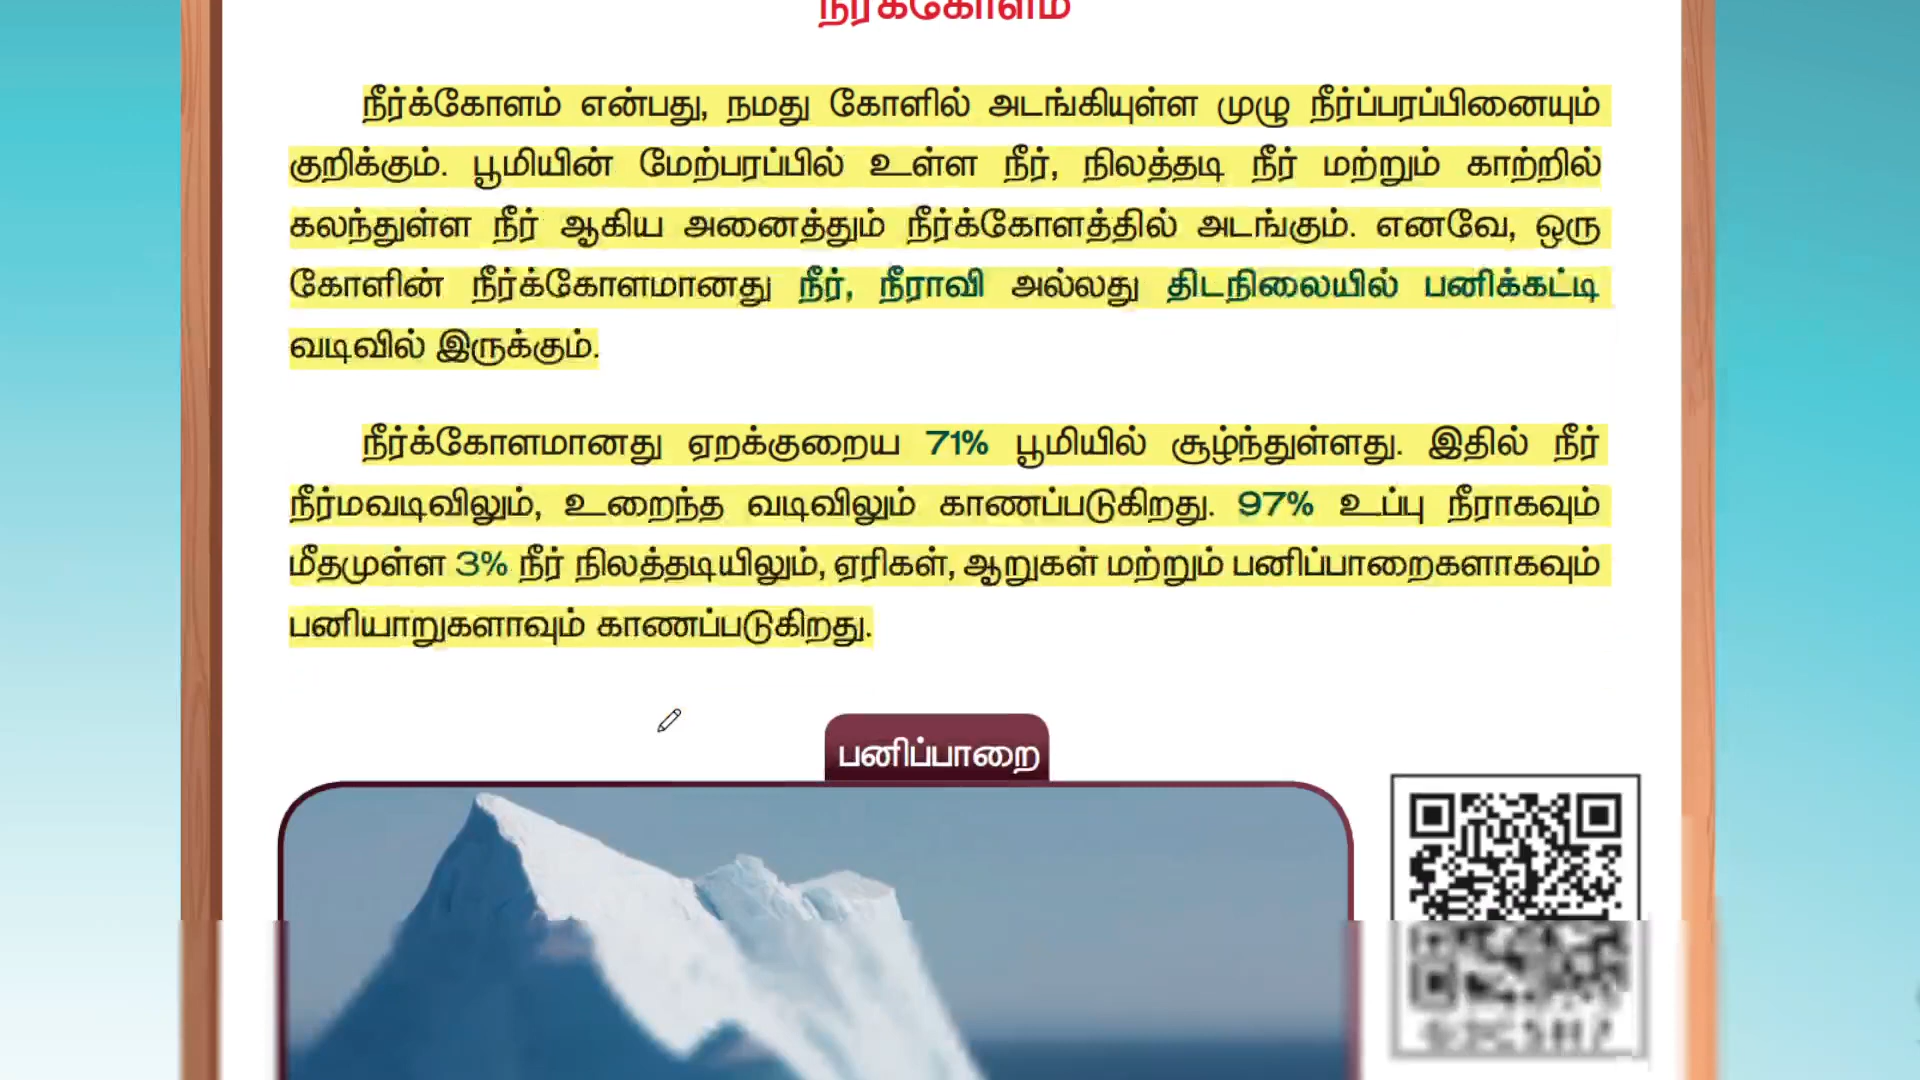 நீர்க்கோளம்
நீர்க்கோளம் என்பது, நமது கோளில் அடங்கியுள்ள முழு நீர்ப்பரப்பினையும்
குறிக்கும். பூமியின் மேற்பரப்பில் உள்ள நீர், நிலத்தடி நீர் மற்றும் காற்றில்
கலந்துள்ள நீர் ஆகிய அனைத்தும் நீர்க்கோளத்தில் அடங்கும். எனவே, ஒரு
கோளின் நீர்க்கோளமானது நீர், நீராவி அல்லது திடநிலையில் பனிக்கட்டி
வடிவில் இருக்கும்.
நீர்க்கோளமானது ஏறக்குறைய 71% பூமியில் சூழ்ந்துள்ளது. இதில் நீர்
நீர்மவடிவிலும், உறைந்த வடிவிலும் காணப்படுகிறது. 97% உப்பு நீராகவும்
மீதமுள்ள 3% நீர் நிலத்தடியிலும், ஏரிகள், ஆறுகள் மற்றும் பனிப்பாறைகளாகவும்
பனியாறுகளாவும் காணப்படுகிறது.
பனிப்பாறை